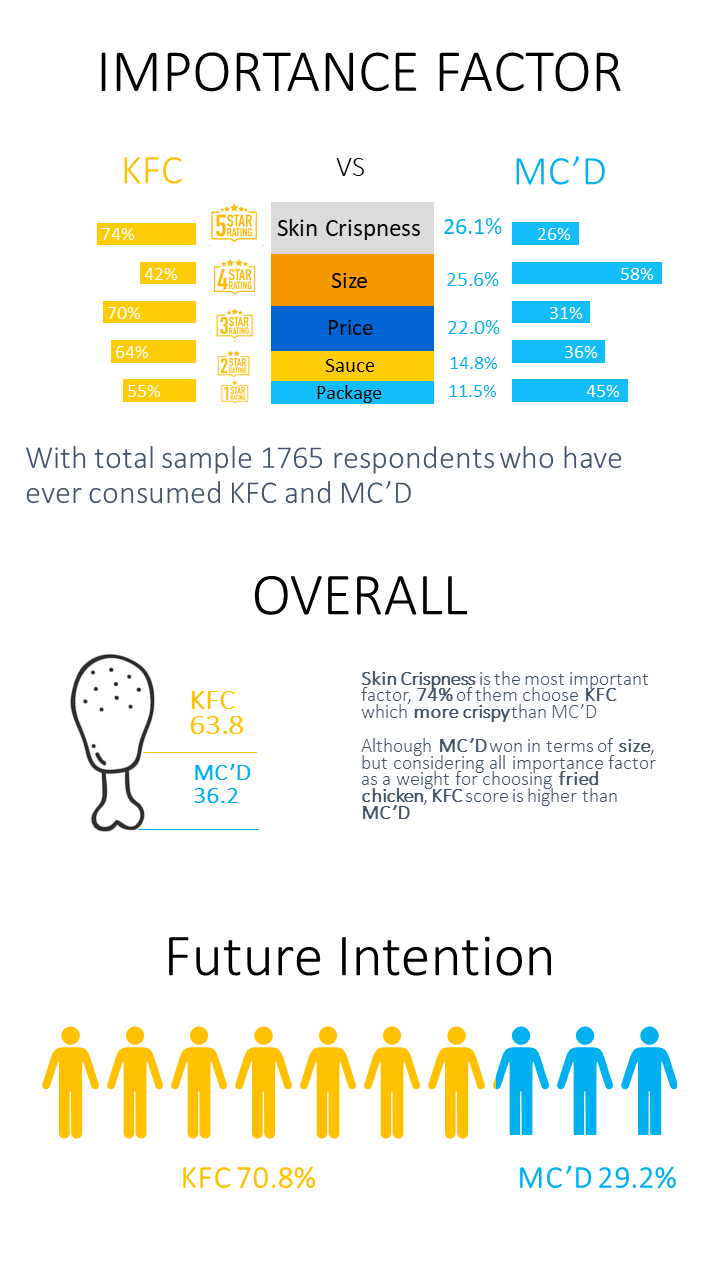 IMPORTANCE FACTOR
KFC VS MC'D
74% 5 STAR RATING Skin Crispness 26.1% 26%
42% 4 STAR RATING Size 25.6% 58%
70% 3 STAR RATING Price 22.0% 31%
64% 2 STAR RATING Sauce 14.8% 36%
55% 1 STAR RATING Package 11.5% 45%
With total sample 1765 respondents who have
ever consumed KFC and MC'D
OVERALL
KFC
63.8
MC'D
36.2
Skin Crispness is the most important
factor, 74% of them choose KFC
which more crispy than MC'D
Although MC'D won in terms of size,
but considering all importance factor
as a weight for choosing fried
chicken, KFC score is higher than
MC'D
Future Intention
KFC 70.8% MC'D 29.2%